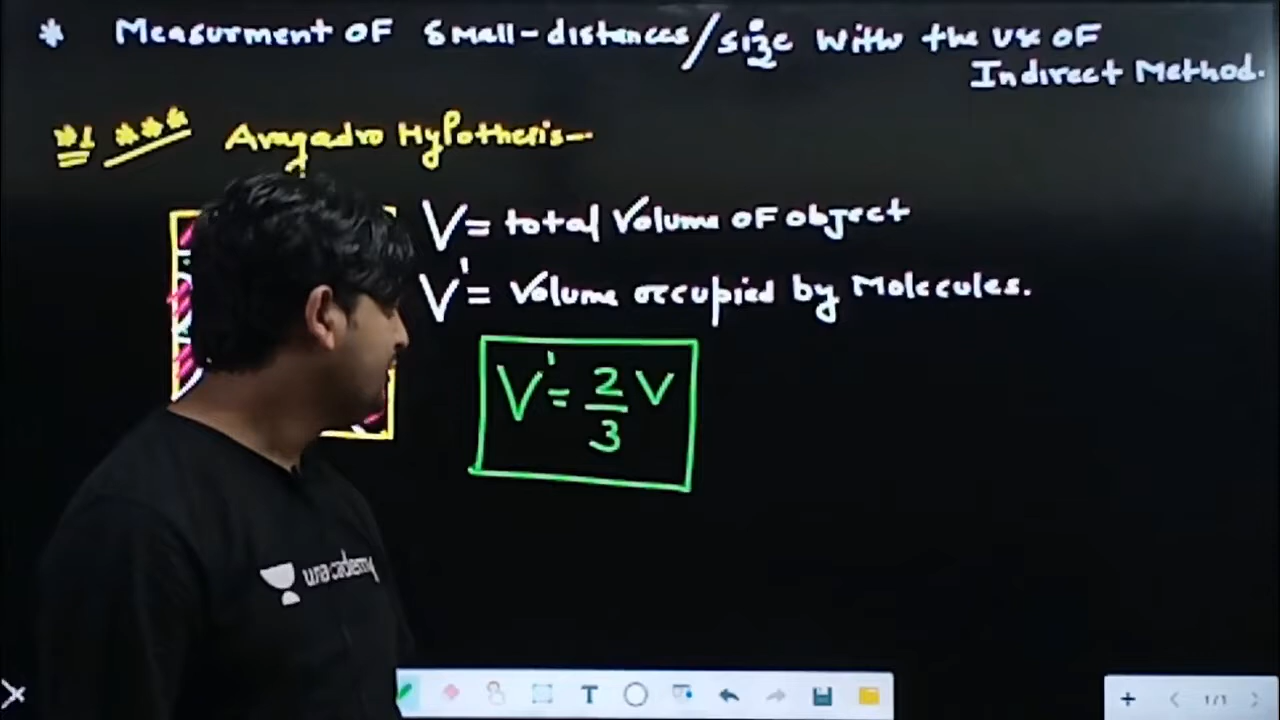 * Measurment OF Small-distances/size With the use OF
Indirect Method.
*1 *** Avogadro Hypothesis-
V = total Volume OF object
V' = Volume occupied by Molecules.
V' = 2/3 V
unacademy
T
+ < 1/1 >